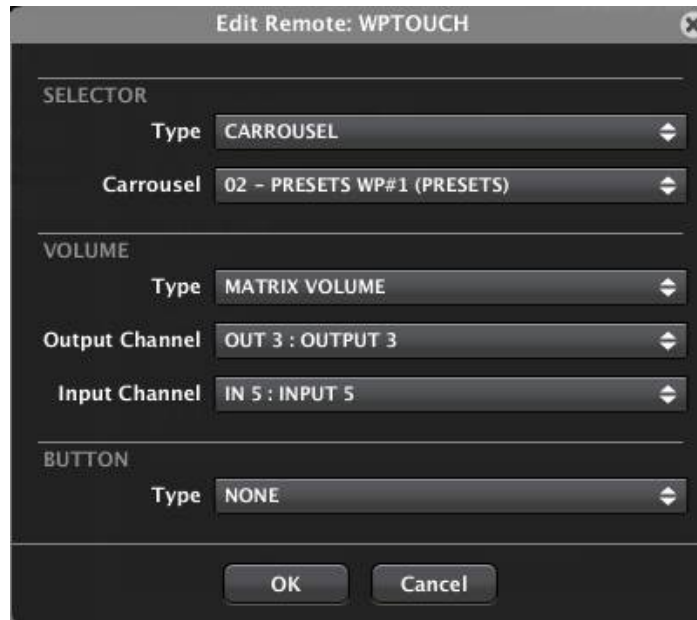 Edit Remote: WPTOUCH
SELECTOR
Type CARROUSEL
Carrousel 02 – PRESETS WP#1 (PRESETS)
VOLUME
Type MATRIX VOLUME
Output Channel OUT 3 : OUTPUT 3
Input Channel IN 5 : INPUT 5
BUTTON
Type NONE
OK Cancel